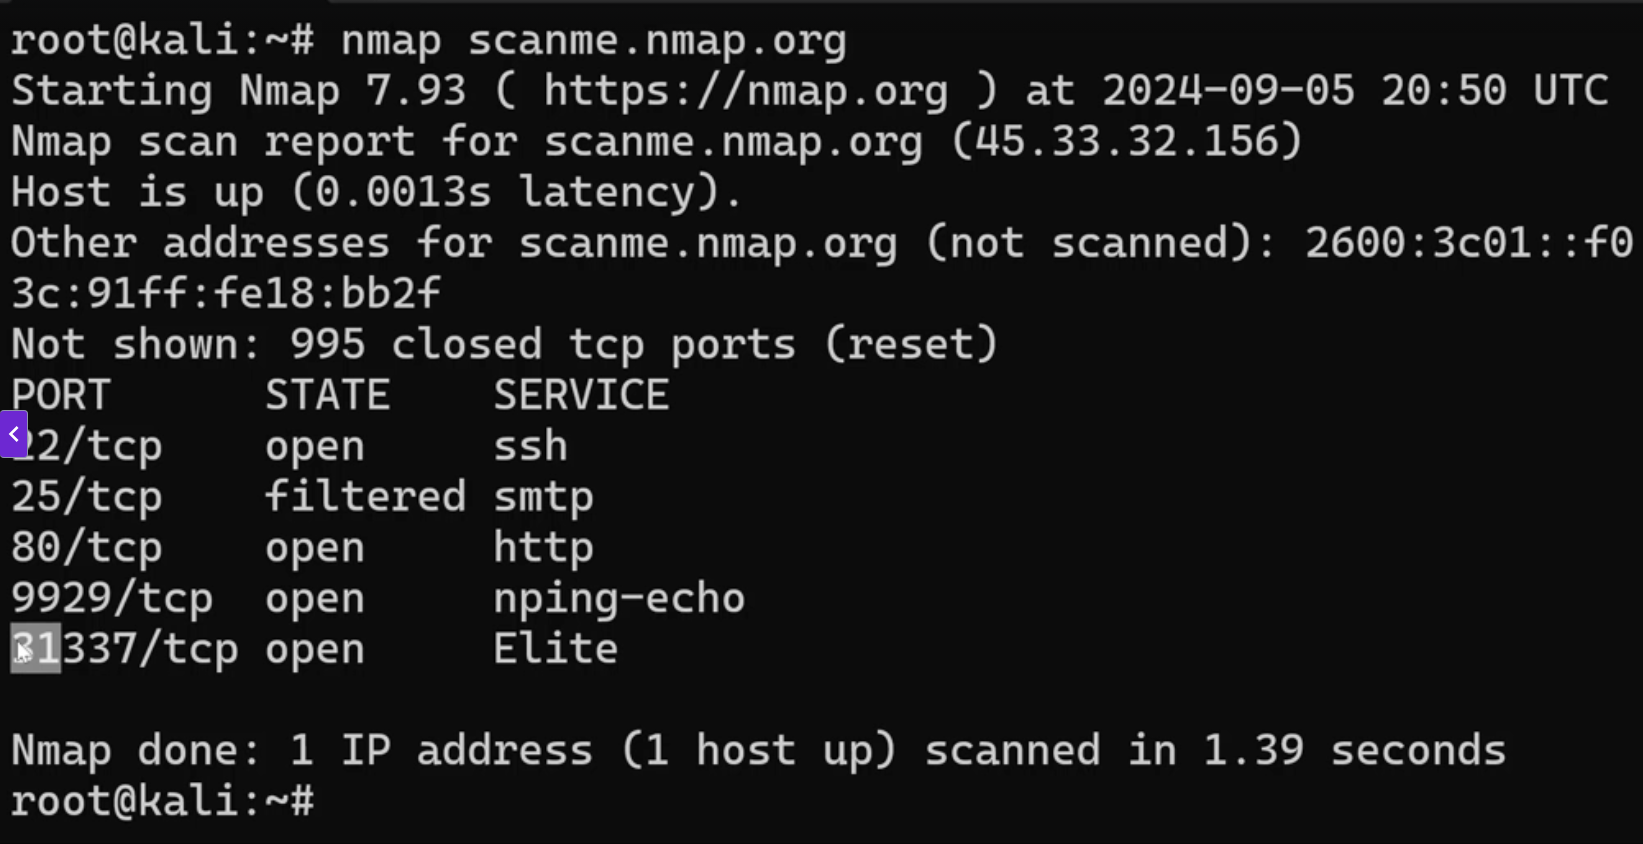 root@kali:~# nmap scanme.nmap.org
Starting Nmap 7.93 ( https://nmap.org ) at 2024-09-05 20:50 UTC
Nmap scan report for scanme.nmap.org (45.33.32.156)
Host is up (0.0013s latency).
Other addresses for scanme.nmap.org (not scanned): 2600:3c01::f0
3c:91ff:fe18:bb2f
Not shown: 995 closed tcp ports (reset)
PORT      STATE    SERVICE
22/tcp    open     ssh
25/tcp    filtered smtp
80/tcp    open     http
9929/tcp  open     nping-echo
31337/tcp open     Elite
Nmap done: 1 IP address (1 host up) scanned in 1.39 seconds
root@kali:~#